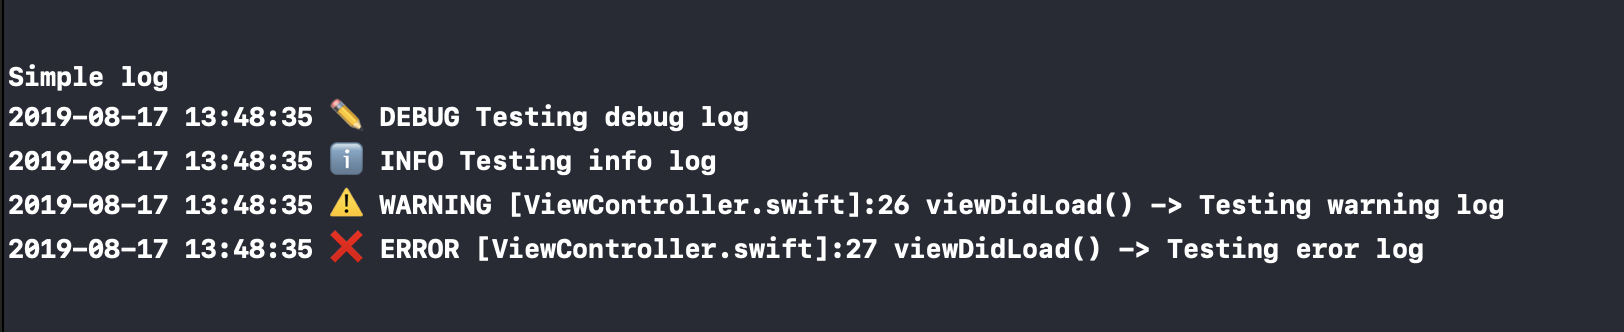 Simple log
2019-08-17 13:48:35 ✏️ DEBUG Testing debug log
2019-08-17 13:48:35 ℹ️ INFO Testing info log
2019-08-17 13:48:35 ⚠️ WARNING [ViewController.swift]:26 viewDidLoad() -> Testing warning log
2019-08-17 13:48:35 ❌ ERROR [ViewController.swift]:27 viewDidLoad() -> Testing eror log